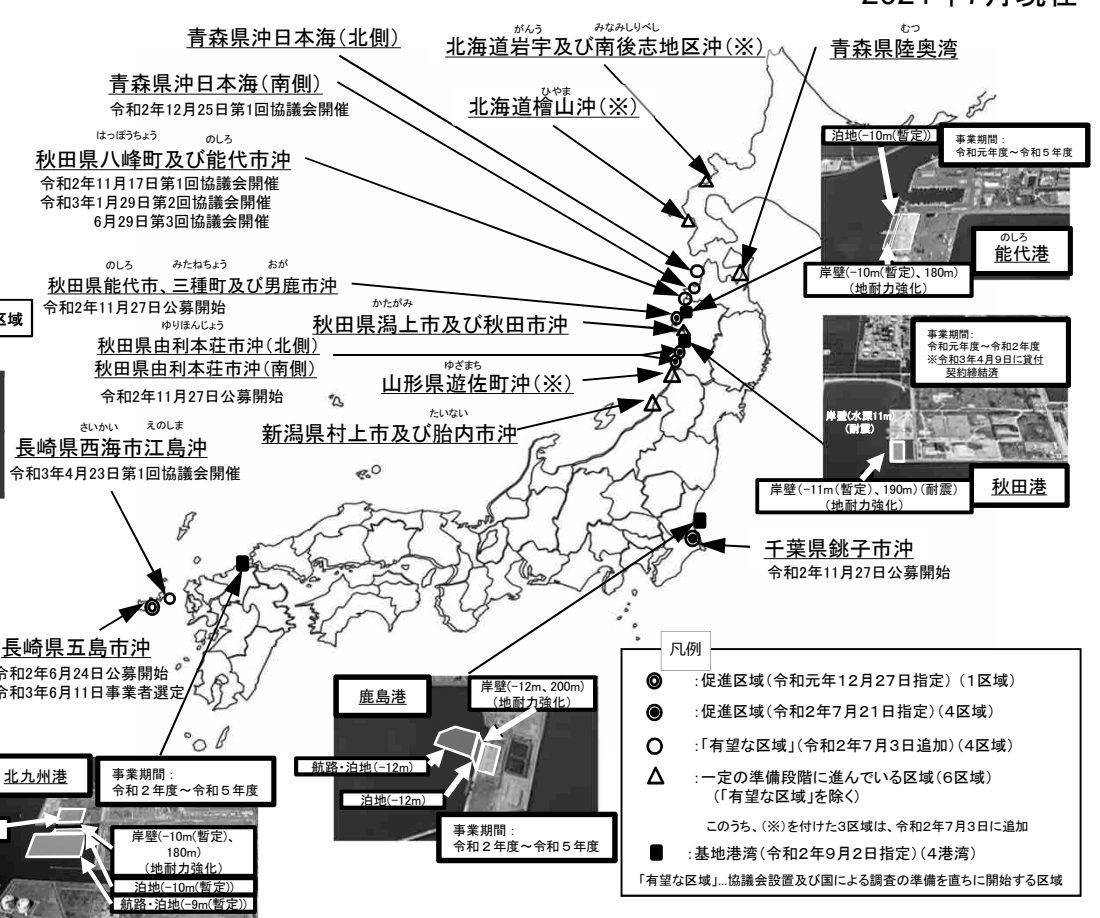 2021年7月現在
青森県沖日本海(北側)
がんう みなみしりべし
北海道岩宇及び南後志地区沖(※)
むつ
青森県陸奥湾
青森県沖日本海(南側)
令和2年12月25日第1回協議会開催
ひやま
北海道檜山沖(※)
はっぽうちょう のしろ
秋田県八峰町及び能代市沖
令和2年11月17日第1回協議会開催
令和3年1月29日第2回協議会開催
6月29日第3回協議会開催
泊地(-10m(暫定))
事業期間:
令和元年度~令和5年度
のしろ
能代港
岸壁(-10m(暫定)、180m)
(地耐力強化)
のしろ みたねちょう おが
秋田県能代市、三種町及び男鹿市沖
令和2年11月27日公募開始
区域
かたがみ
秋田県潟上市及び秋田市沖
ゆりほんじょう
秋田県由利本荘市沖(北側)
秋田県由利本荘市沖(南側)
令和2年11月27日公募開始
ゆざまち
山形県遊佐町沖(※)
たいない
新潟県村上市及び胎内市沖
事業期間:
令和元年度~令和2年度
※令和3年4月9日に貸付
契約締結済
岸壁(水深11m)
(耐震)
岸壁(-11m(暫定)、190m)(耐震)
(地耐力強化)
秋田港
さいかい えのしま
長崎県西海市江島沖
令和3年4月23日第1回協議会開催
千葉県銚子市沖
令和2年11月27日公募開始
長崎県五島市沖
令和2年6月24日公募開始
令和3年6月11日事業者選定
鹿島港
岸壁(-12m、200m)
(地耐力強化)
航路・泊地(-12m)
泊地(-12m)
事業期間:
令和2年度~令和5年度
北九州港
事業期間:
令和2年度~令和5年度
岸壁(-10m(暫定)、
180m)
(地耐力強化)
泊地(-10m(暫定))
航路・泊地(-9m(暫定))
凡例
◎:促進区域(令和元年12月27日指定)(1区域)
◉:促進区域(令和2年7月21日指定)(4区域)
○:「有望な区域」(令和2年7月3日追加)(4区域)
△:一定の準備段階に進んでいる区域(6区域)
(「有望な区域」を除く)
このうち、(※)を付けた3区域は、令和2年7月3日に追加
■:基地港湾(令和2年9月2日指定)(4港湾)
「有望な区域」…協議会設置及び国による調査の準備を直ちに開始する区域